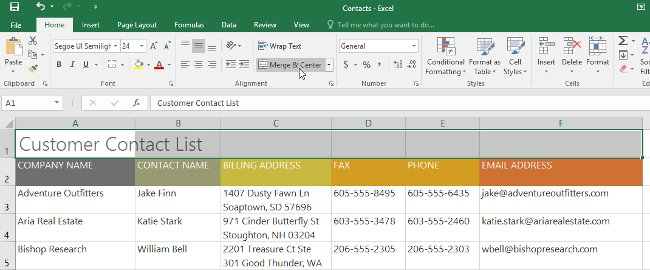 Contacts - Excel
File Home Insert Page Layout Formulas Data Review View Tell me what you want to do...
Paste Segoe UI Semiligh 24 A A Wrap Text General Conditional Formatting Format as Table Cell Styles Insert Delete Format
B I U A Merge & Center $ % , .0 .00 .00 .0
Clipboard Font Alignment Number Styles Cells
A1 fx Customer Contact List
A B C D E F
1 Customer Contact List
2 COMPANY NAME CONTACT NAME BILLING ADDRESS FAX PHONE EMAIL ADDRESS
3 Adventure Outfitters Jake Finn 1407 Dusty Fawn Ln 605-555-8495 605-555-6435 jake@adventureoutfitters.com
Soaptown, SD 57696
4 Aria Real Estate Katie Stark 971 Cinder Butterfly St 603-555-3478 603-555-2460 katie.stark@ariarealestate.com
Stoughton, NH 03204
5 Bishop Research William Bell 2201 Treasure Ct Ste 206-555-2305 206-555-2303 wbell@bishopresearch.com
301 Good Thunder, WA